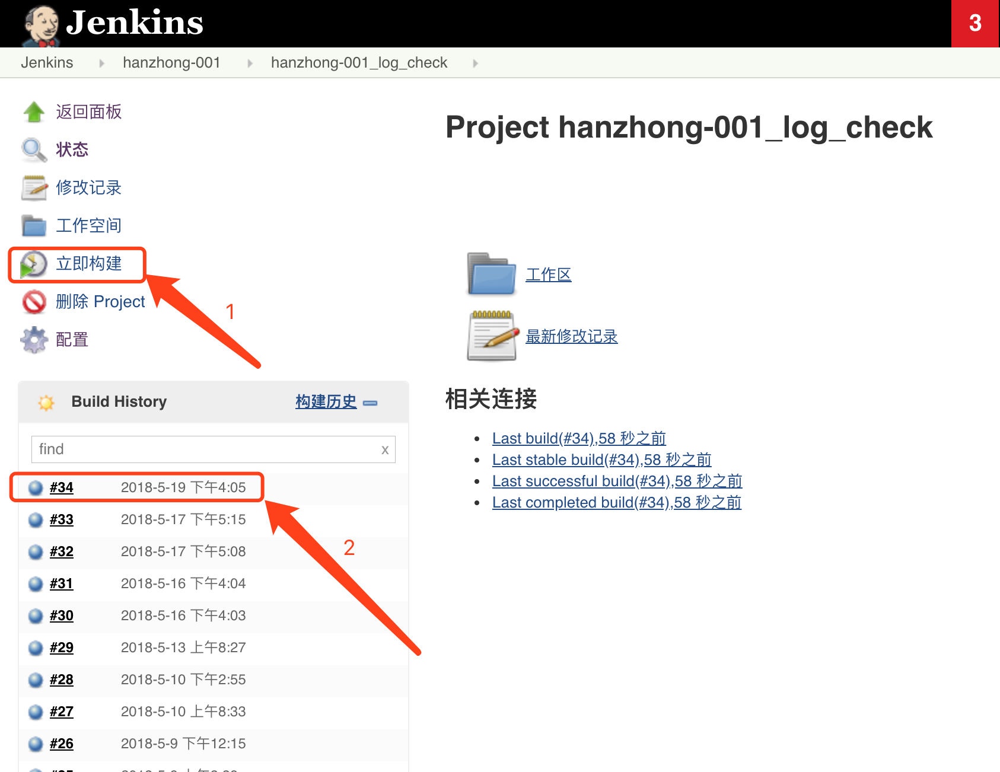 Jenkins
3
Jenkins hanzhong-001 hanzhong-001_log_check
返回面板
状态
修改记录
工作空间
立即构建
删除 Project
配置
1
Build History 构建历史
find x
#34 2018-5-19 下午4:05
#33 2018-5-17 下午5:15
#32 2018-5-17 下午5:08
#31 2018-5-16 下午4:04
#30 2018-5-16 下午4:03
#29 2018-5-13 上午8:27
#28 2018-5-10 下午2:55
#27 2018-5-10 上午8:33
#26 2018-5-9 下午12:15
2
Project hanzhong-001_log_check
工作区
最新修改记录
相关连接
Last build(#34),58 秒之前
Last stable build(#34),58 秒之前
Last successful build(#34),58 秒之前
Last completed build(#34),58 秒之前